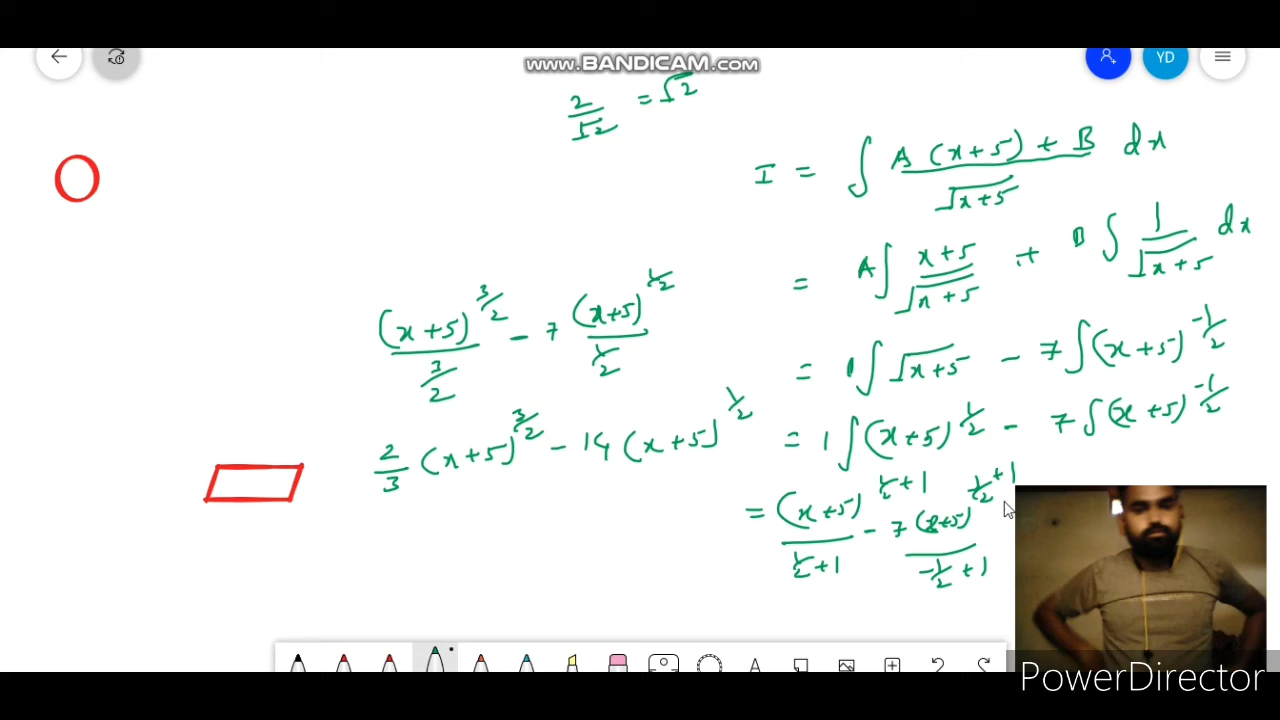 www.BANDICAM.com
YD
2/√2 = √2
I = ∫ A (x+5) + B / √x+5 dx
= A ∫ x+5 / √x+5 + ∫ 1 / √x+5 dx
= ∫ √x+5 - 7 ∫ (x+5)^-1/2
= 1 ∫ (x+5)^1/2 - 7 ∫ (x+5)^-1/2
= (x+5)^1/2+1 / 1/2+1 - 7 (x+5)^1/2+1 / -1/2+1
(x+5)^3/2 / 3/2 - 7 (x+5)^1/2 / 1/2
2/3 (x+5)^3/2 - 14 (x+5)^1/2
A
PowerDirector